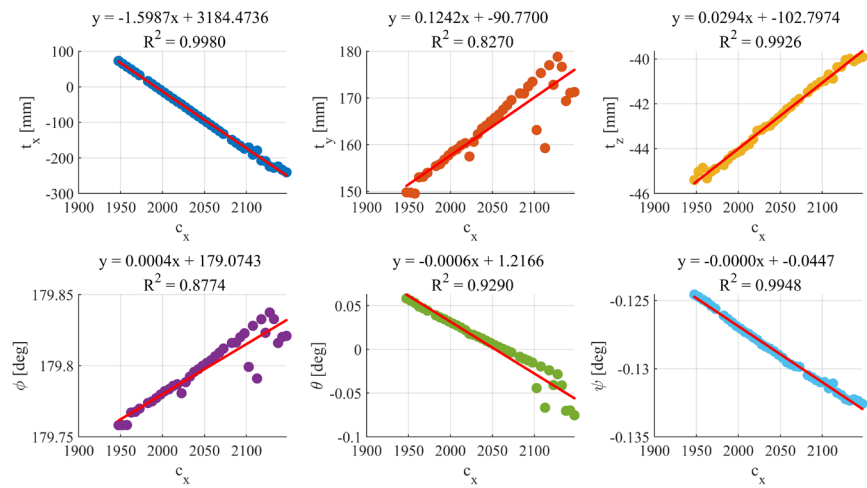 y = -1.5987x + 3184.4736
R² = 0.9980
100
0
-100
-200
-300
t_x [mm]
1900 1950 2000 2050 2100
c_x
y = 0.1242x + -90.7700
R² = 0.8270
180
170
160
150
t_y [mm]
1900 1950 2000 2050 2100
c_x
y = 0.0294x + -102.7974
R² = 0.9926
-40
-42
-44
-46
t_z [mm]
1900 1950 2000 2050 2100
c_x
y = 0.0004x + 179.0743
R² = 0.8774
179.85
179.8
179.75
ϕ [deg]
1900 1950 2000 2050 2100
c_x
y = -0.0006x + 1.2166
R² = 0.9290
0.05
0
-0.05
-0.1
θ [deg]
1900 1950 2000 2050 2100
c_x
y = -0.0000x + -0.0447
R² = 0.9948
-0.125
-0.13
-0.135
ψ [deg]
1900 1950 2000 2050 2100
c_x